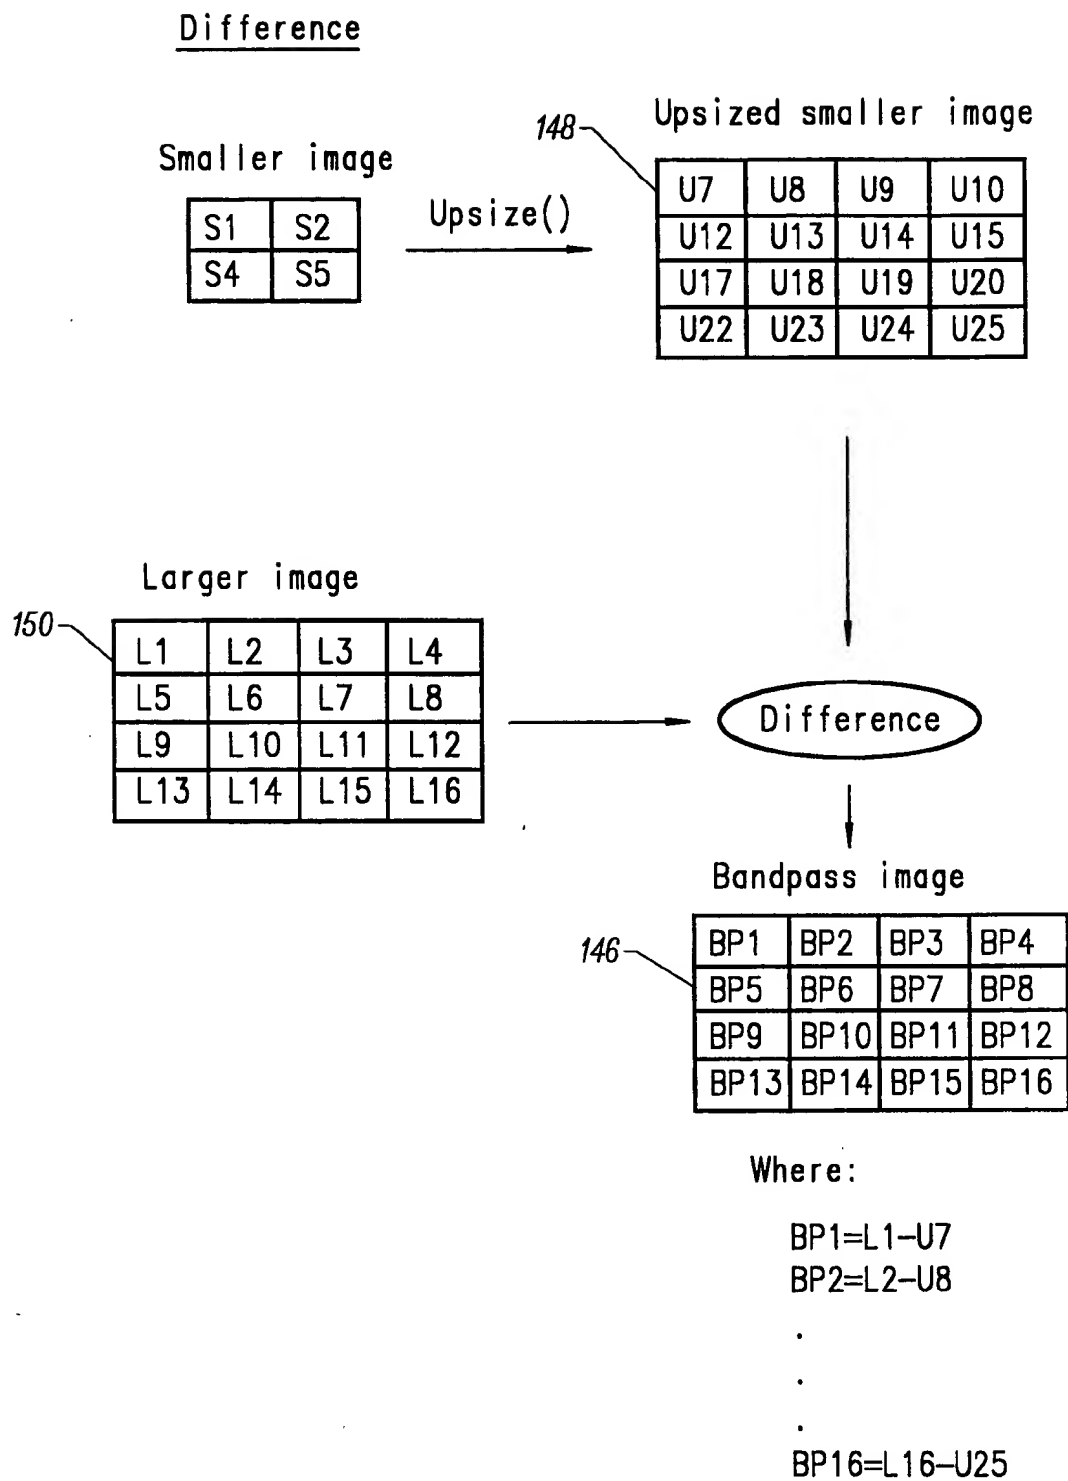 Difference
Smaller image
S1 S2
S4 S5
Upsize()
148
Upsized smaller image
U7 U8 U9 U10
U12 U13 U14 U15
U17 U18 U19 U20
U22 U23 U24 U25
Larger image
150
L1 L2 L3 L4
L5 L6 L7 L8
L9 L10 L11 L12
L13 L14 L15 L16
Difference
Bandpass image
146
BP1 BP2 BP3 BP4
BP5 BP6 BP7 BP8
BP9 BP10 BP11 BP12
BP13 BP14 BP15 BP16
Where:
BP1=L1-U7
BP2=L2-U8
.
.
.
BP16=L16-U25